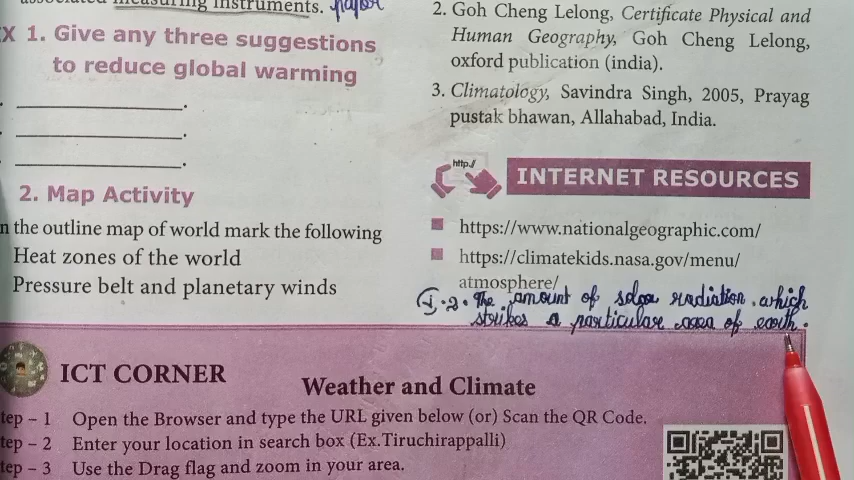 measuring instruments. paper
X 1. Give any three suggestions
to reduce global warming
2. Map Activity
n the outline map of world mark the following
Heat zones of the world
Pressure belt and planetary winds
2. Goh Cheng Lelong, Certificate Physical and
Human Geography, Goh Cheng Lelong,
oxford publication (india).
3. Climatology, Savindra Singh, 2005, Prayag
pustak bhawan, Allahabad, India.
http://
INTERNET RESOURCES
https://www.nationalgeographic.com/
https://climatekids.nasa.gov/menu/
atmosphere/
I.2. The amount of solar radiation which
strikes a particular area of earth.
ICT CORNER
Weather and Climate
tep – 1 Open the Browser and type the URL given below (or) Scan the QR Code.
tep – 2 Enter your location in search box (Ex.Tiruchirappalli)
tep – 3 Use the Drag flag and zoom in your area.